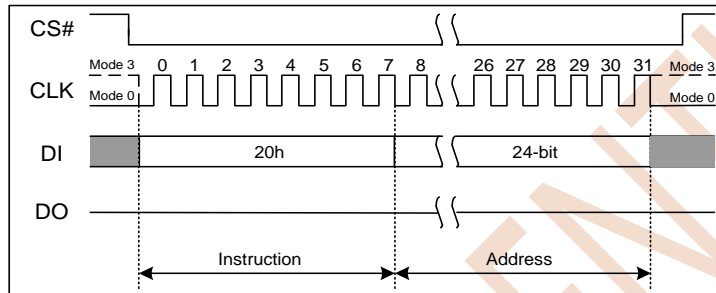 CS#
Mode 3 0 1 2 3 4 5 6 7 8 26 27 28 29 30 31 Mode 3
CLK
Mode 0 Mode 0
DI 20h 24-bit
DO
Instruction Address